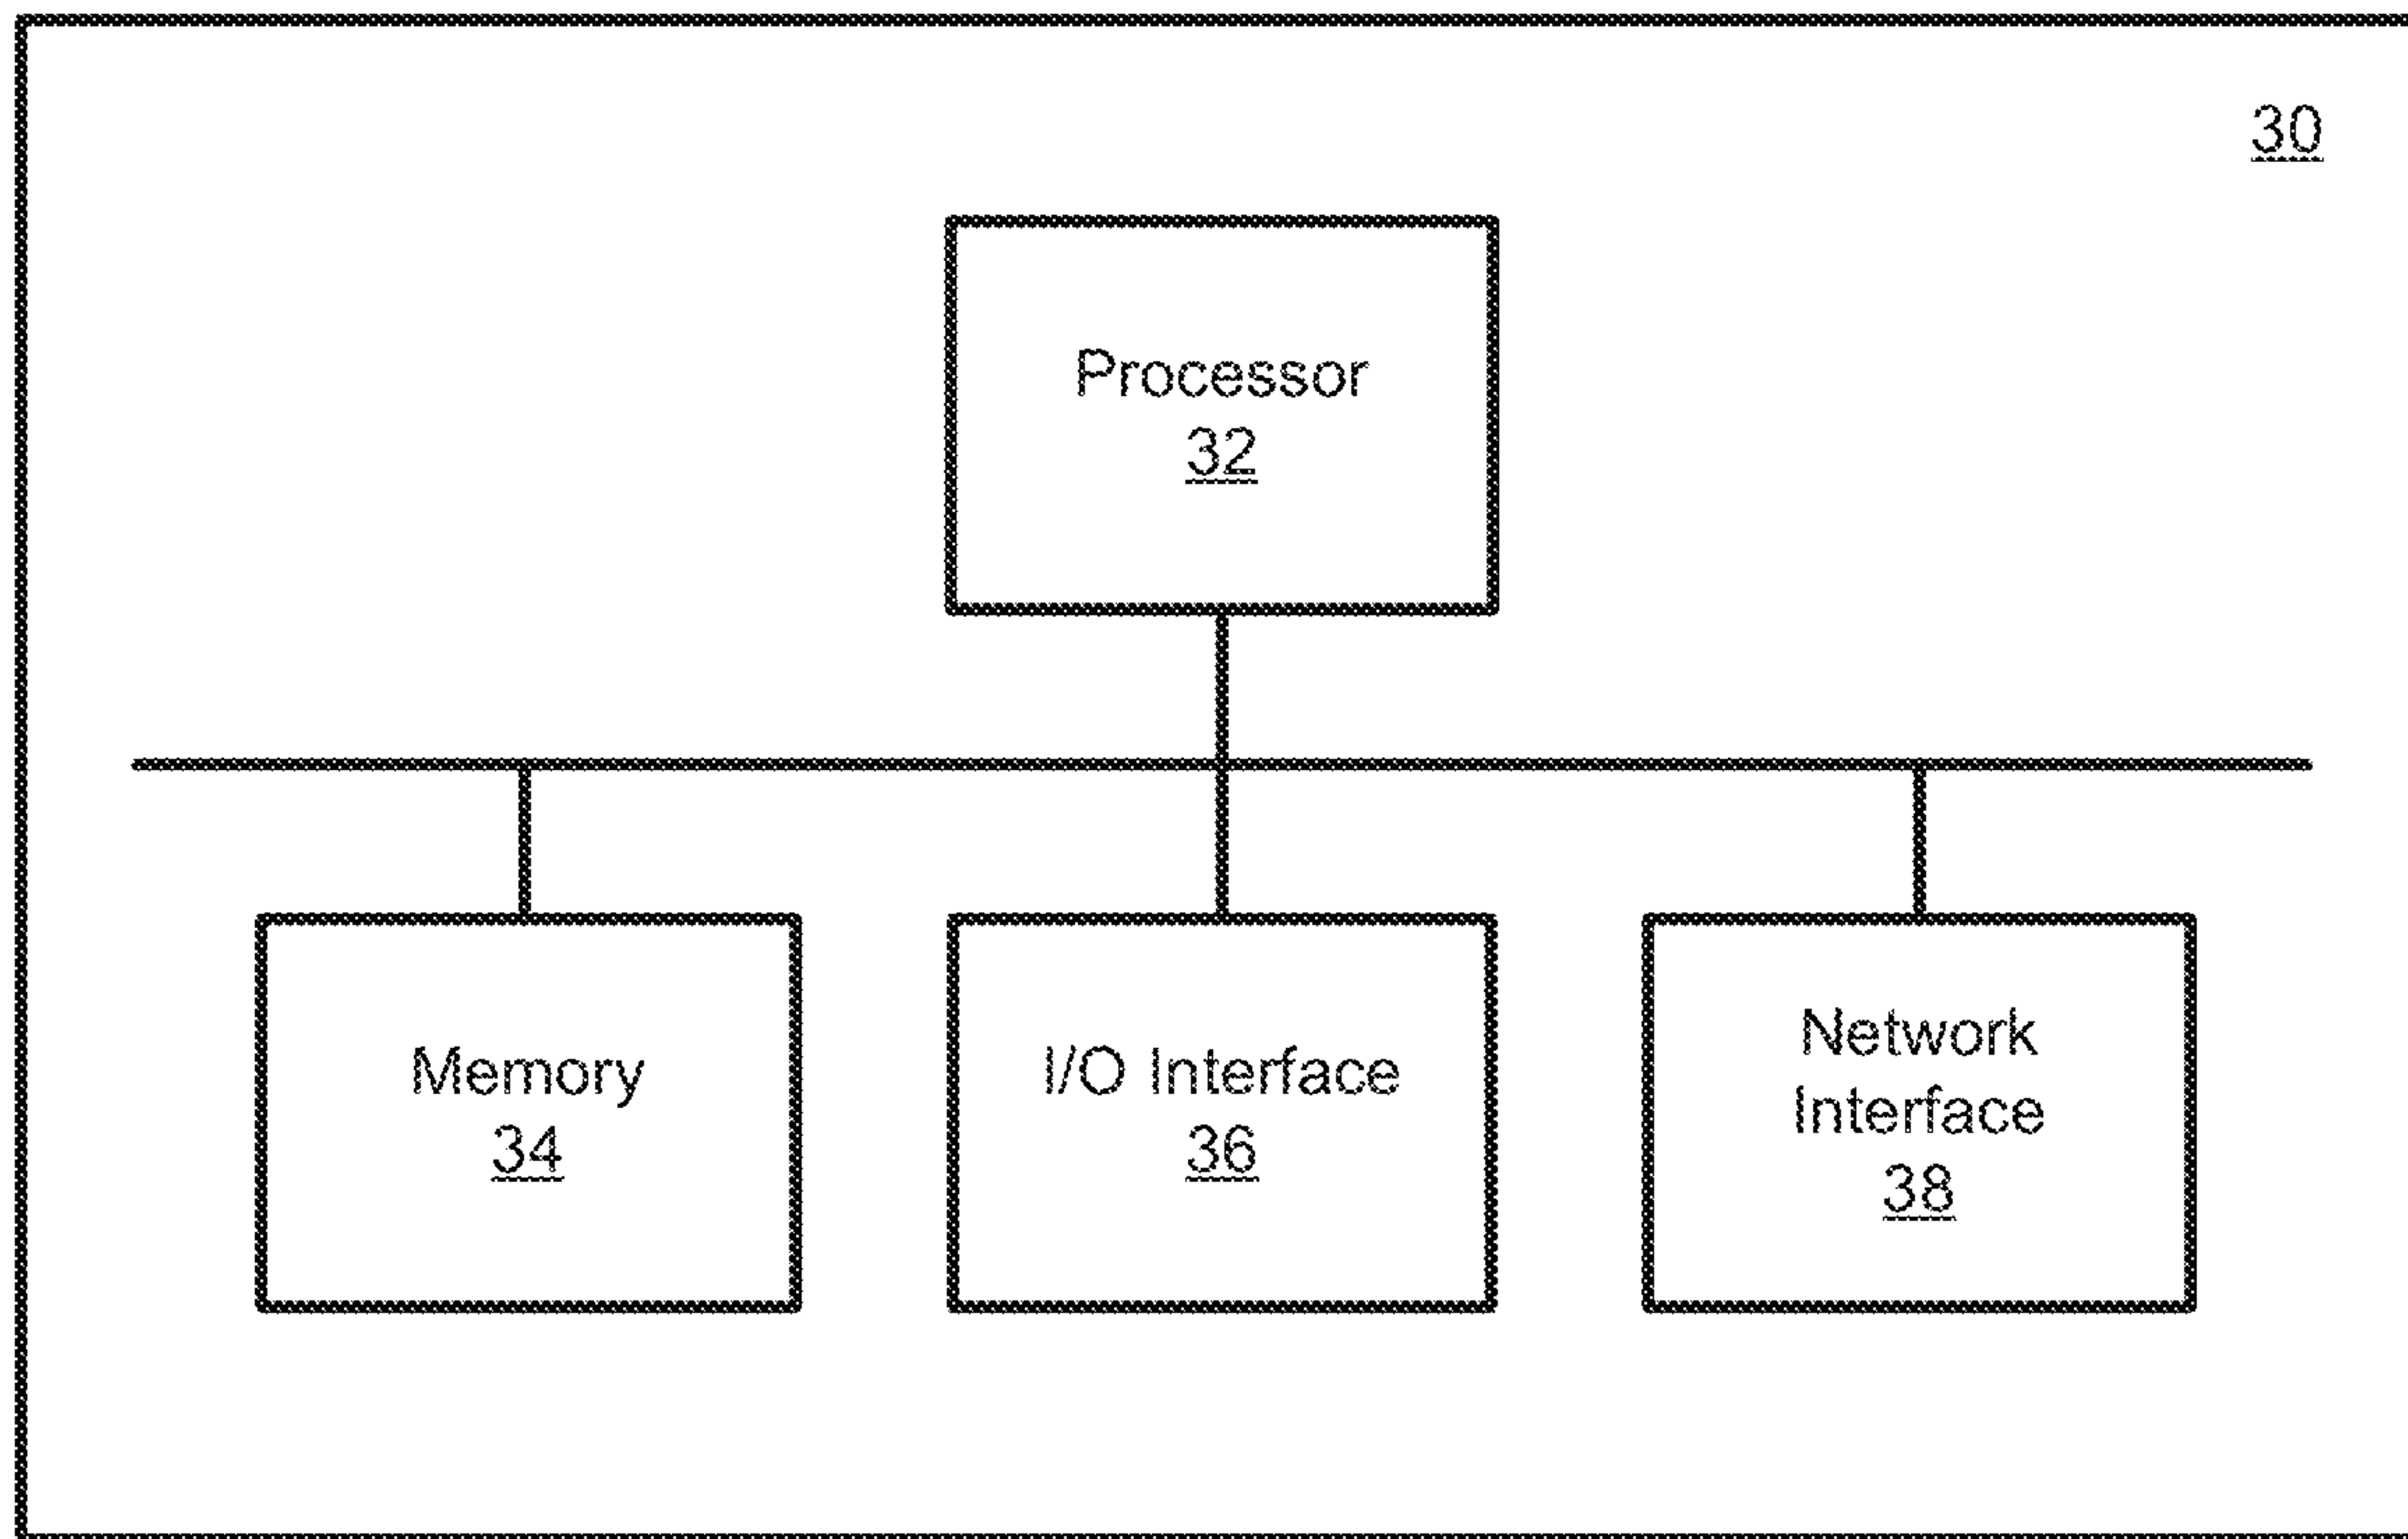 30
Processor
32
Memory
34
I/O Interface
36
Network
Interface
38